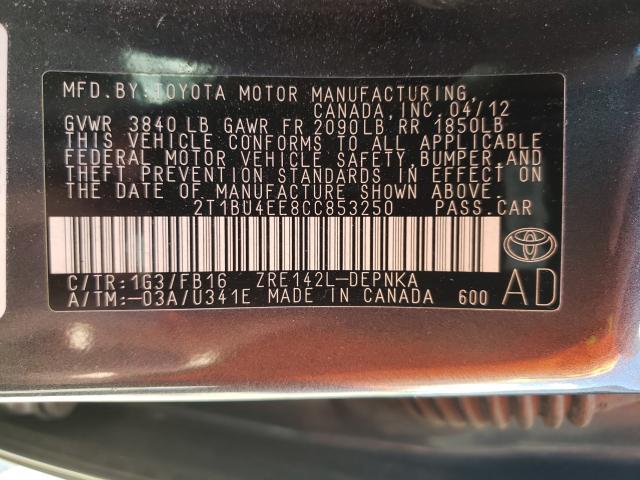 MFD. BY: TOYOTA MOTOR MANUFACTURING
CANADA, INC. 04/12
GVWR 3840 LB GAWR FR 2090LB RR 1850LB
THIS VEHICLE CONFORMS TO ALL APPLICABLE
FEDERAL MOTOR VEHICLE SAFETY, BUMPER, AND
THEFT PREVENTION STANDARDS IN EFFECT ON
THE DATE OF MANUFACTURE SHOWN ABOVE.
2T1BU4EE8CC853250 PASS. CAR
C/TR: 1G3/FB16 ZRE142L-DEPNKA
A/TM: -03A/U341E MADE IN CANADA 600
AD